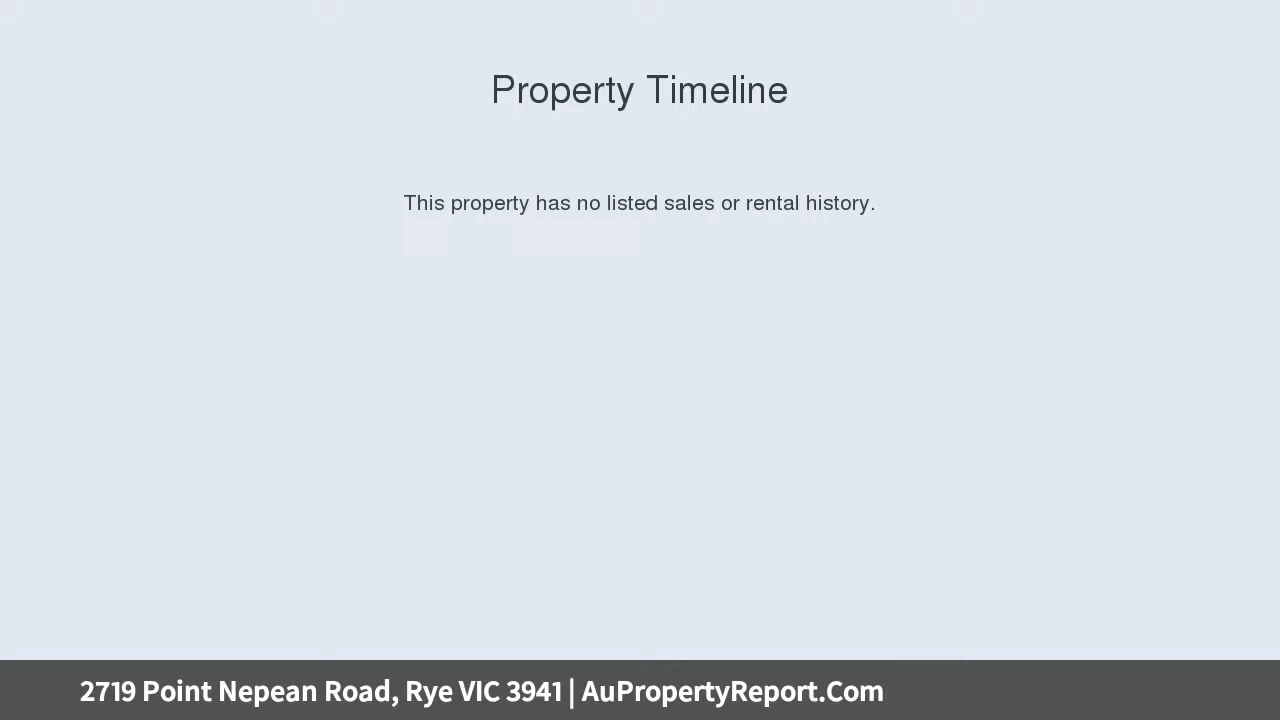 Property Timeline
This property has no listed sales or rental history.
2719 Point Nepean Road, Rye VIC 3941 | AuPropertyReport.Com